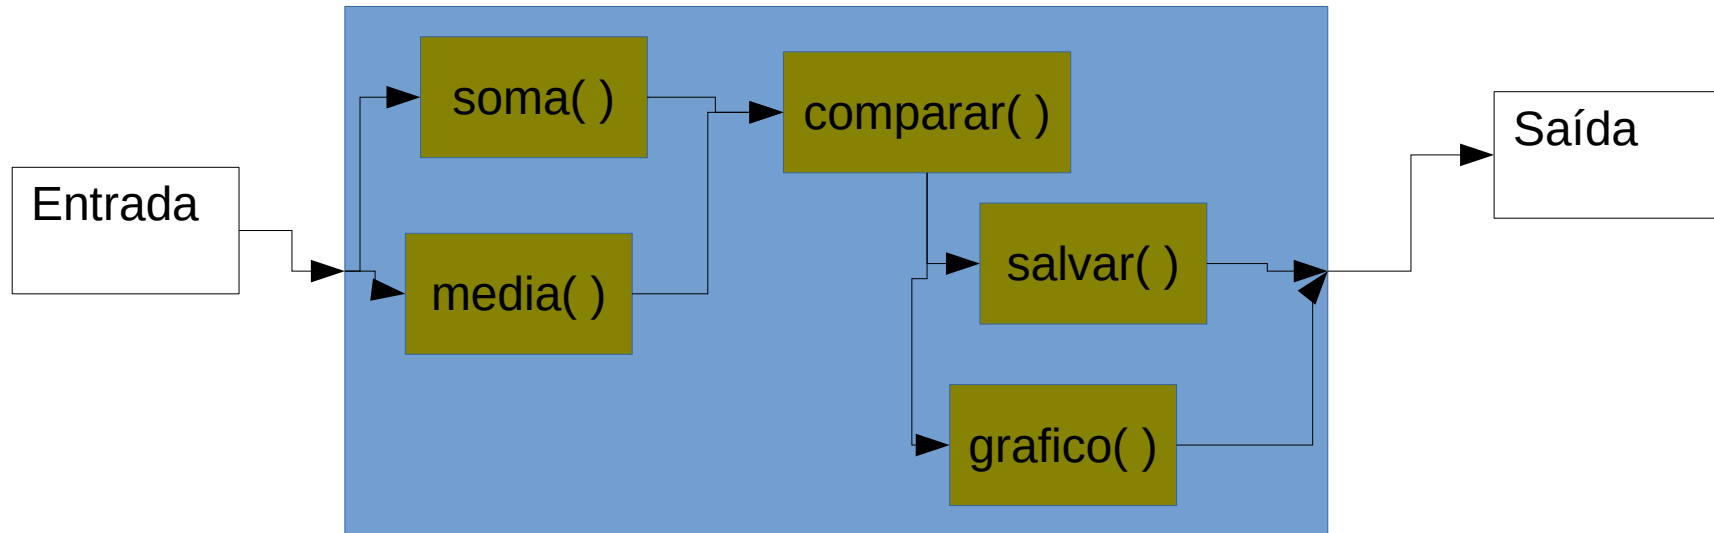 Entrada
soma( )
media( )
comparar( )
salvar( )
grafico( )
Saída